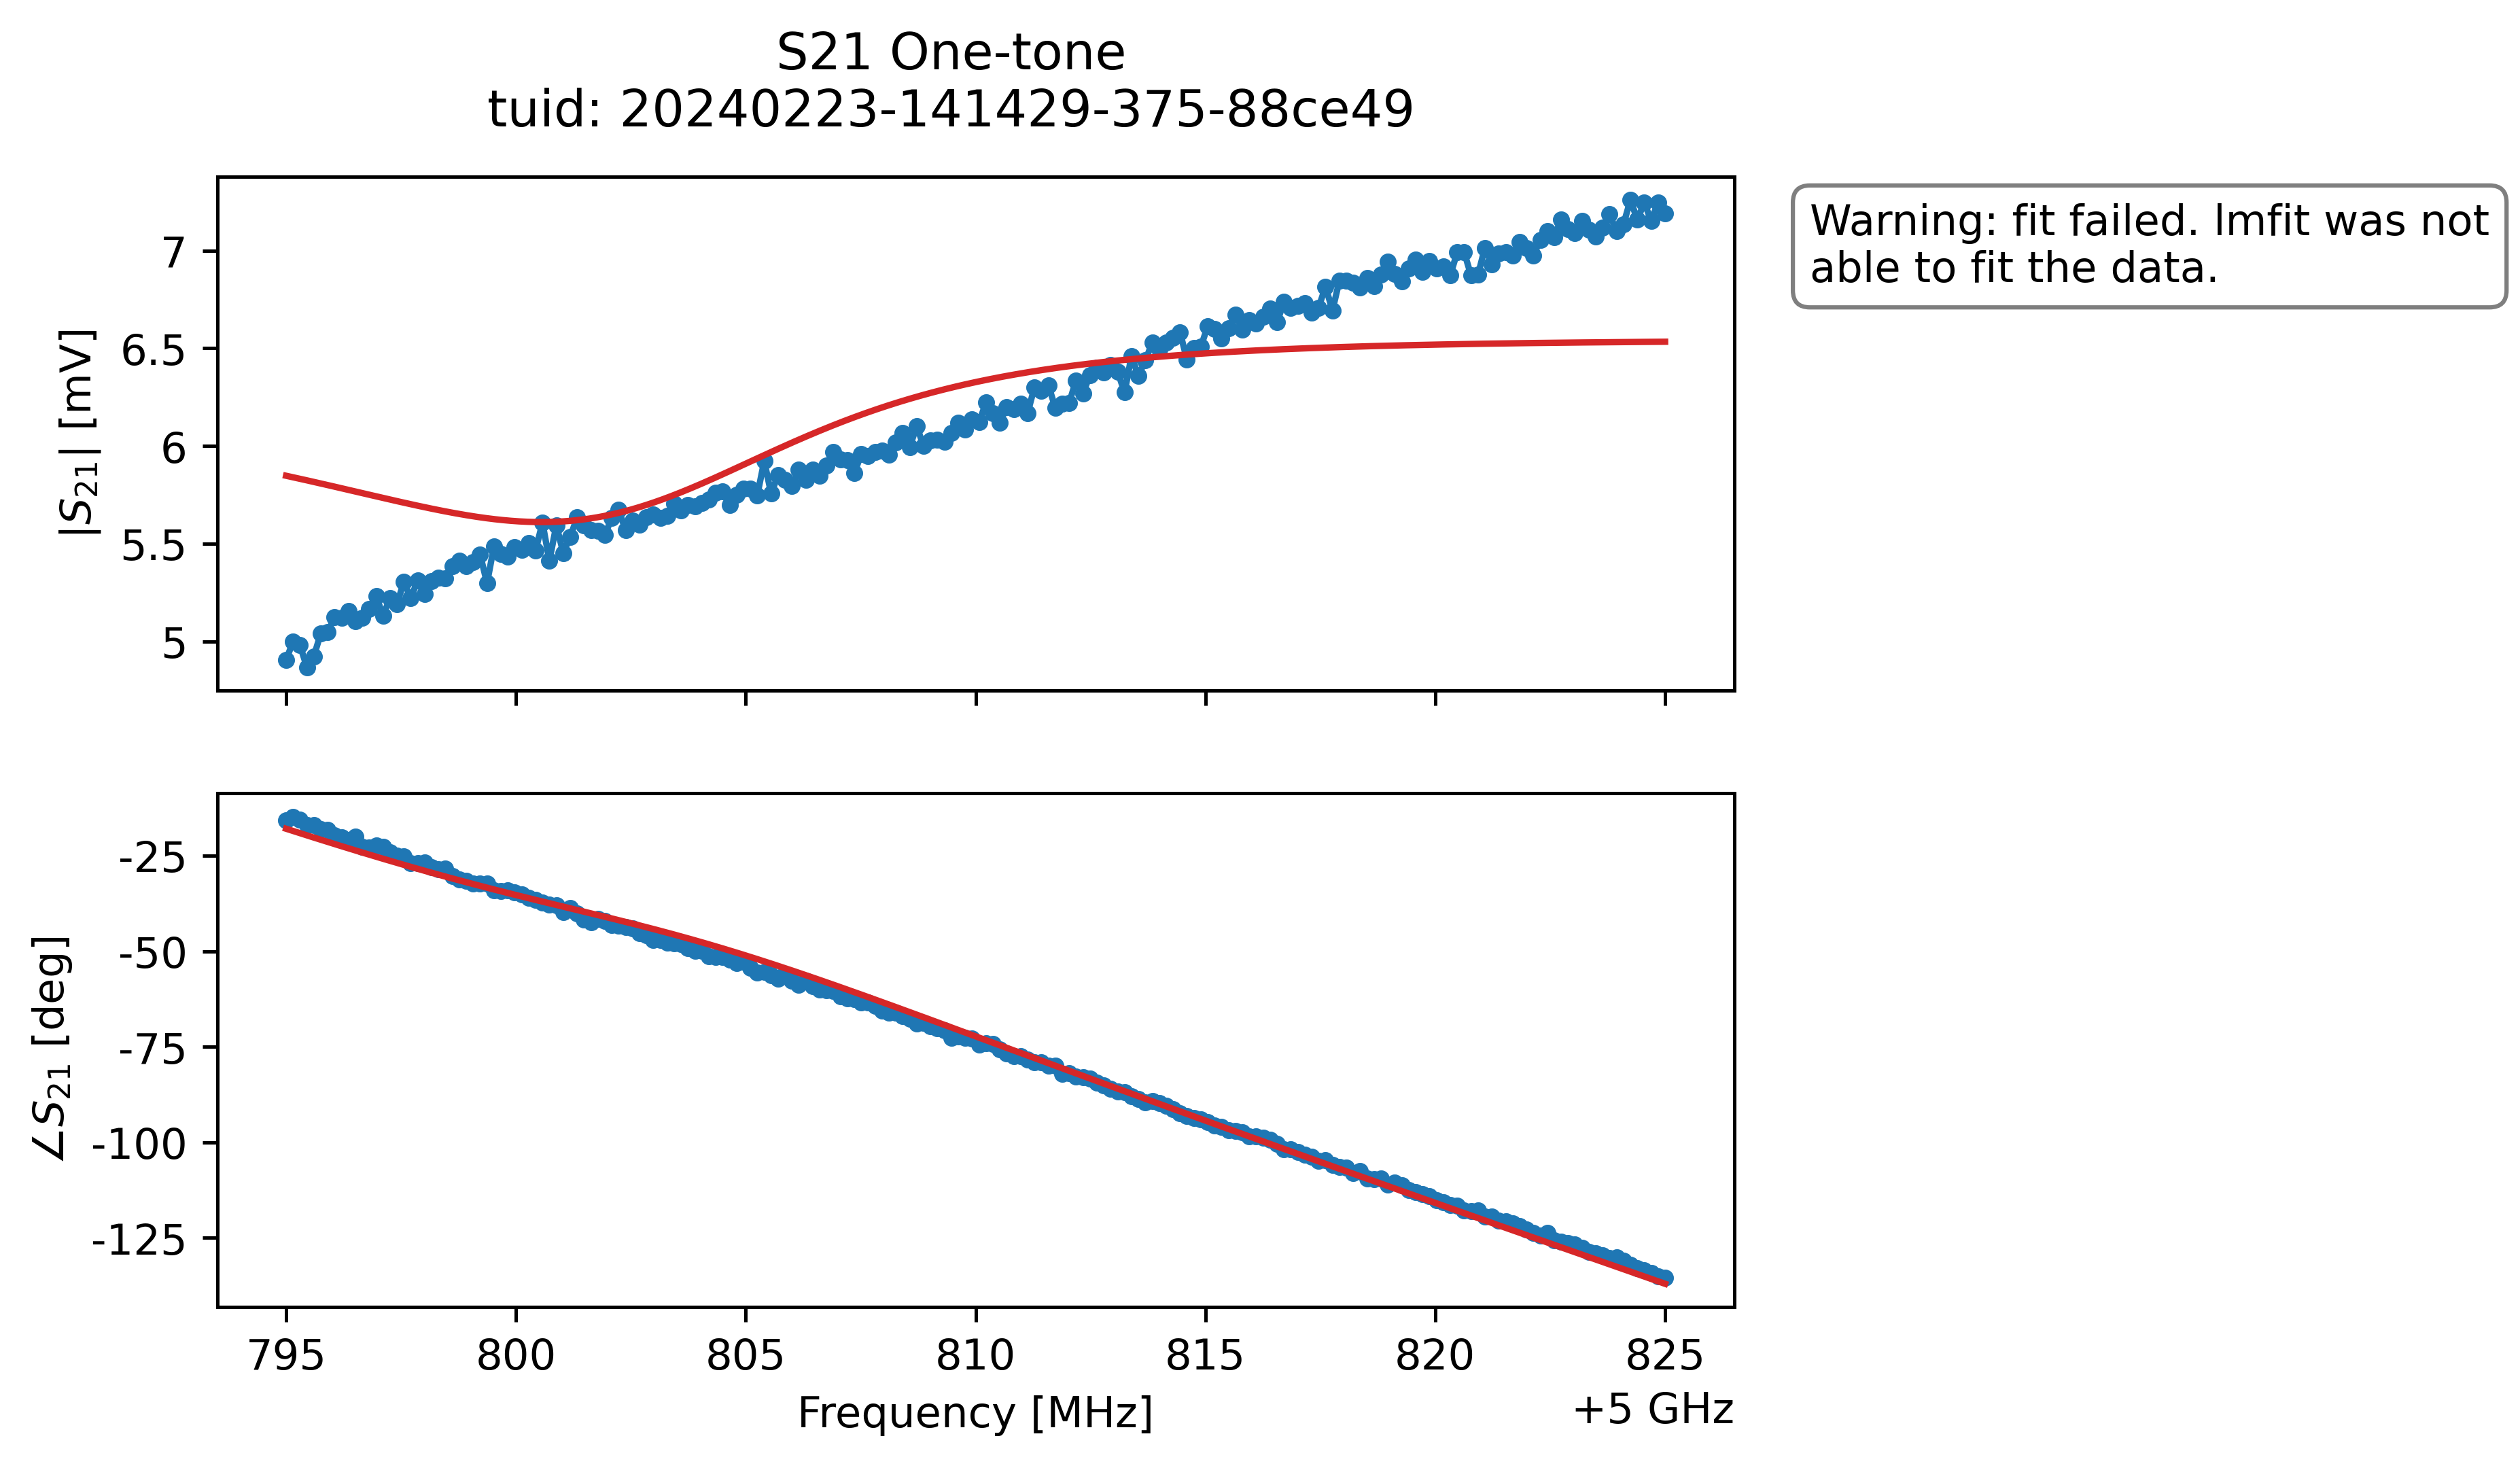 S21 One-tone
tuid: 20240223-141429-375-88ce49
Warning: fit failed. lmfit was not
able to fit the data.
|S21| [mV]
7
6.5
6
5.5
5
∠S21 [deg]
-25
-50
-75
-100
-125
795 800 805 810 815 820 825
Frequency [MHz]
+5 GHz